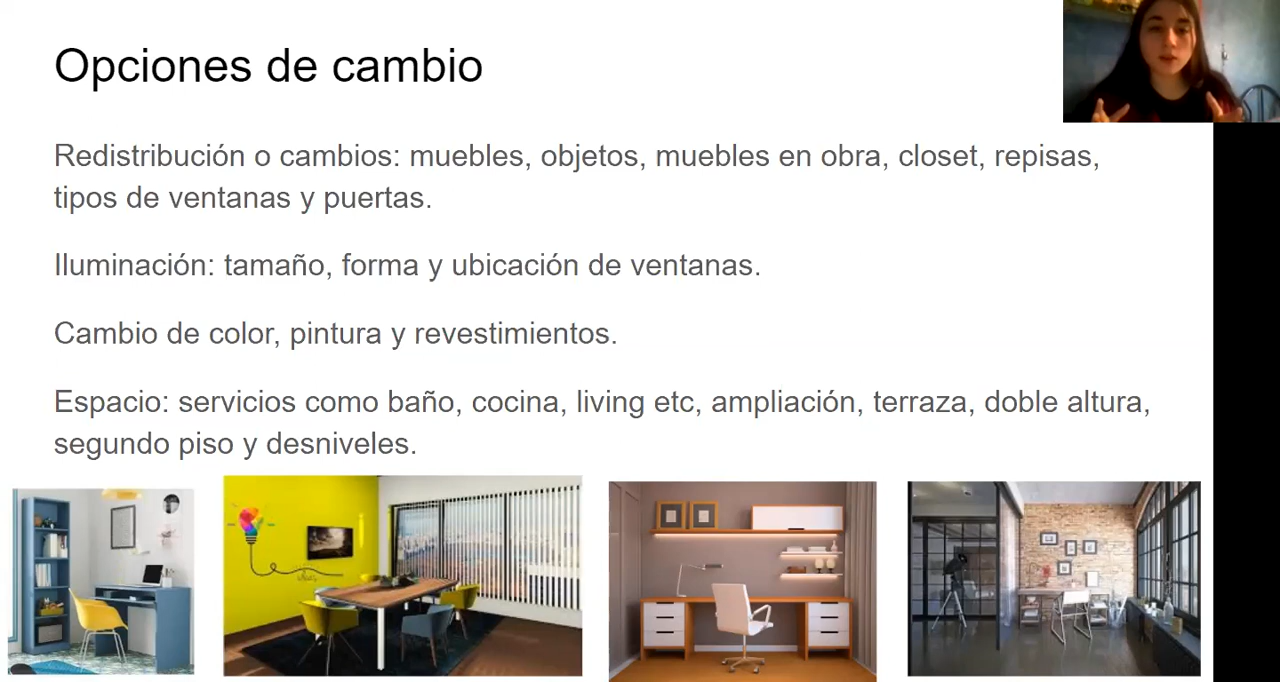 Opciones de cambio
Redistribución o cambios: muebles, objetos, muebles en obra, closet, repisas,
tipos de ventanas y puertas.
Iluminación: tamaño, forma y ubicación de ventanas.
Cambio de color, pintura y revestimientos.
Espacio: servicios como baño, cocina, living etc, ampliación, terraza, doble altura,
segundo piso y desniveles.